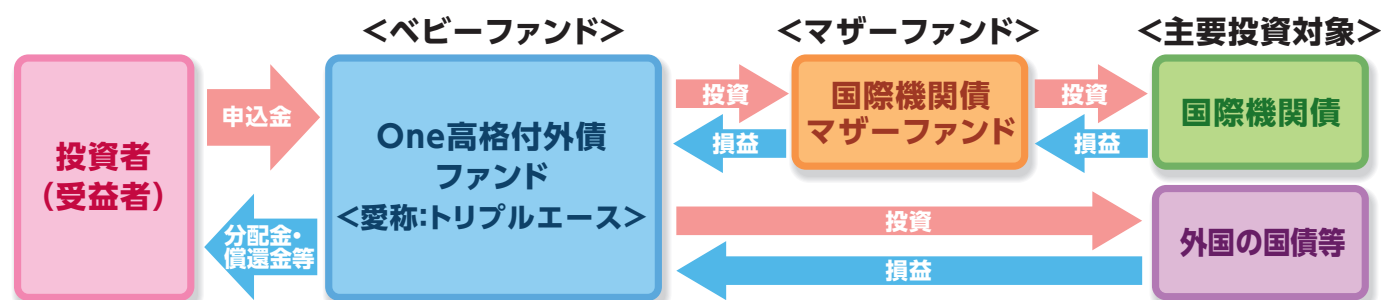 <ベビーファンド>
<マザーファンド>
<主要投資対象>
投資者
(受益者)
申込金
分配金・
償還金等
One高格付外債
ファンド
<愛称:トリプルエース>
投資
損益
国際機関債
マザーファンド
投資
損益
国際機関債
投資
損益
外国の国債等